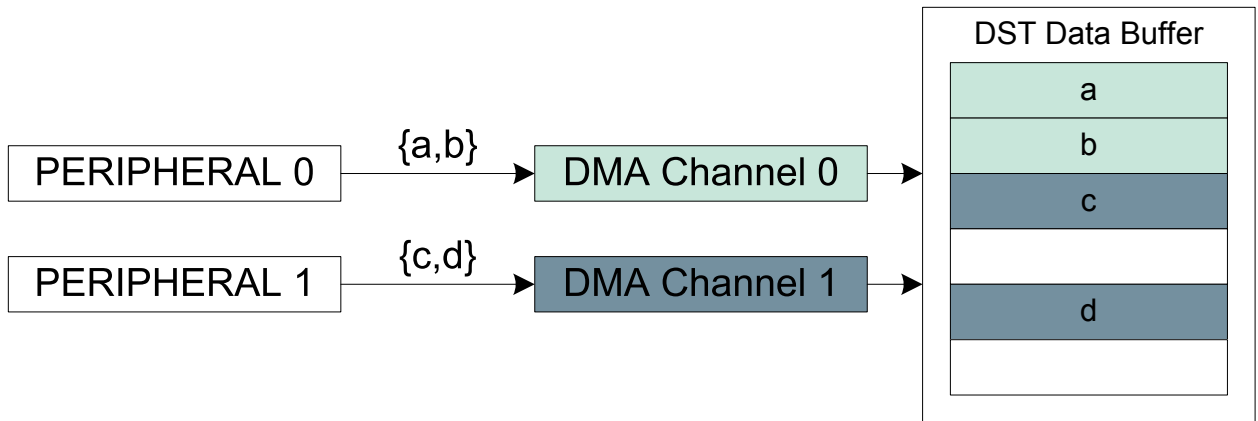 DST Data Buffer
a
b
c
d
PERIPHERAL 0
{a,b}
DMA Channel 0
PERIPHERAL 1
{c,d}
DMA Channel 1